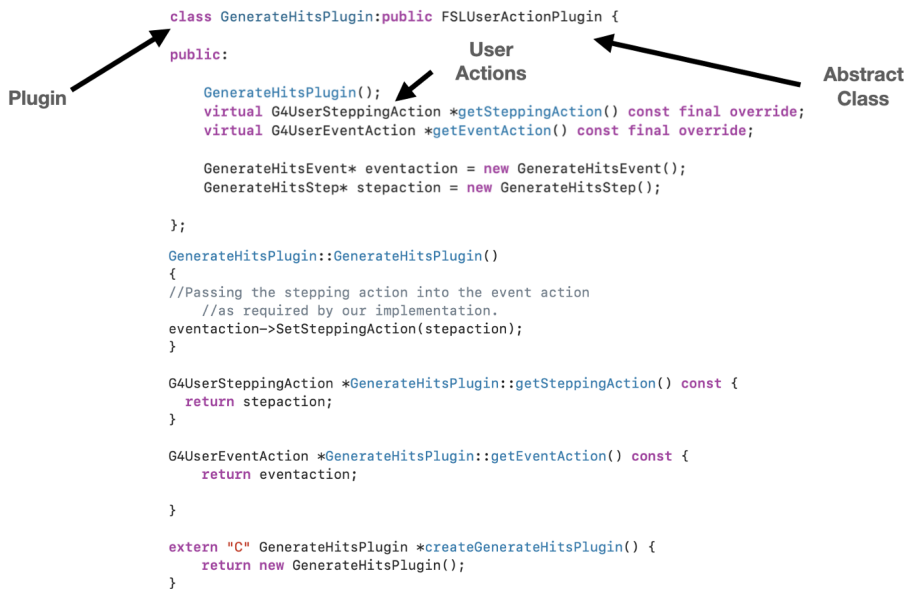 class GenerateHitsPlugin:public FSLUserActionPlugin {
public:
User
Actions
Plugin
Abstract
Class
GenerateHitsPlugin();
virtual G4UserSteppingAction *getSteppingAction() const final override;
virtual G4UserEventAction *getEventAction() const final override;
GenerateHitsEvent* eventaction = new GenerateHitsEvent();
GenerateHitsStep* stepaction = new GenerateHitsStep();
};
GenerateHitsPlugin::GenerateHitsPlugin()
{
//Passing the stepping action into the event action
//as required by our implementation.
eventaction->SetSteppingAction(stepaction);
}
G4UserSteppingAction *GenerateHitsPlugin::getSteppingAction() const {
return stepaction;
}
G4UserEventAction *GenerateHitsPlugin::getEventAction() const {
return eventaction;
}
extern "C" GenerateHitsPlugin *createGenerateHitsPlugin() {
return new GenerateHitsPlugin();
}